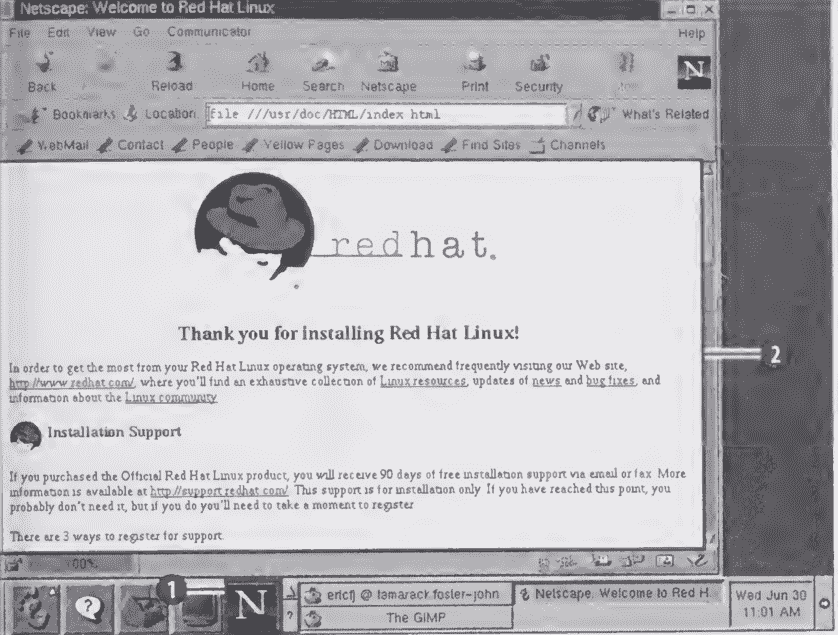 Netscape: Welcome to Red Hat Linux
File Edit View Go Communicator Help
Back Reload Home Search Netscape Print Security
N
Bookmarks Location: file ///usr/doc/HTML/index html What's Related
WebMail Contact People Yellow Pages Download Find Sites Channels
redhat.
Thank you for installing Red Hat Linux!
In order to get the most from your Red Hat Linux operating system, we recommend frequently visiting our Web site,
http://www.redhat.com/, where you'll find an exhaustive collection of Linux resources, updates of news and bug fixes, and
information about the Linux community
2
Installation Support
If you purchased the Official Red Hat Linux product, you will receive 90 days of free installation support via email or fax More
information is available at http://support.redhat.com/ This support is for installation only If you have reached this point, you
probably don't need it, but if you do you'll need to take a moment to register
There are 3 ways to register for support
100%
1
?
N
?
ericfj @ tamarack.foster-john
Netscape. Welcome to Red H
The GIMP
Wed Jun 30
11:01 AM